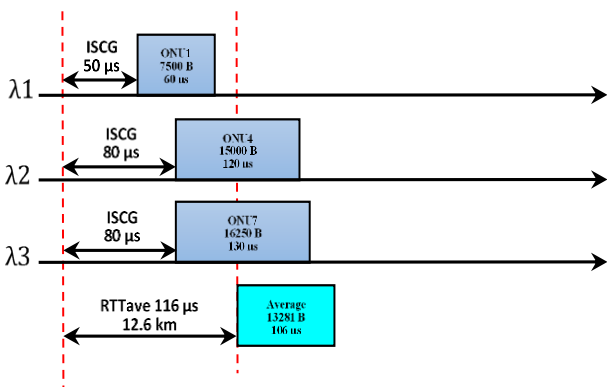 ISCG
50 µs
ONU1
7500 B
60 us
λ1
ISCG
80 µs
ONU4
15000 B
120 us
λ2
ISCG
80 µs
ONU7
16250 B
130 us
λ3
RTTave 116 µs
12.6 km
Average
13281 B
106 us